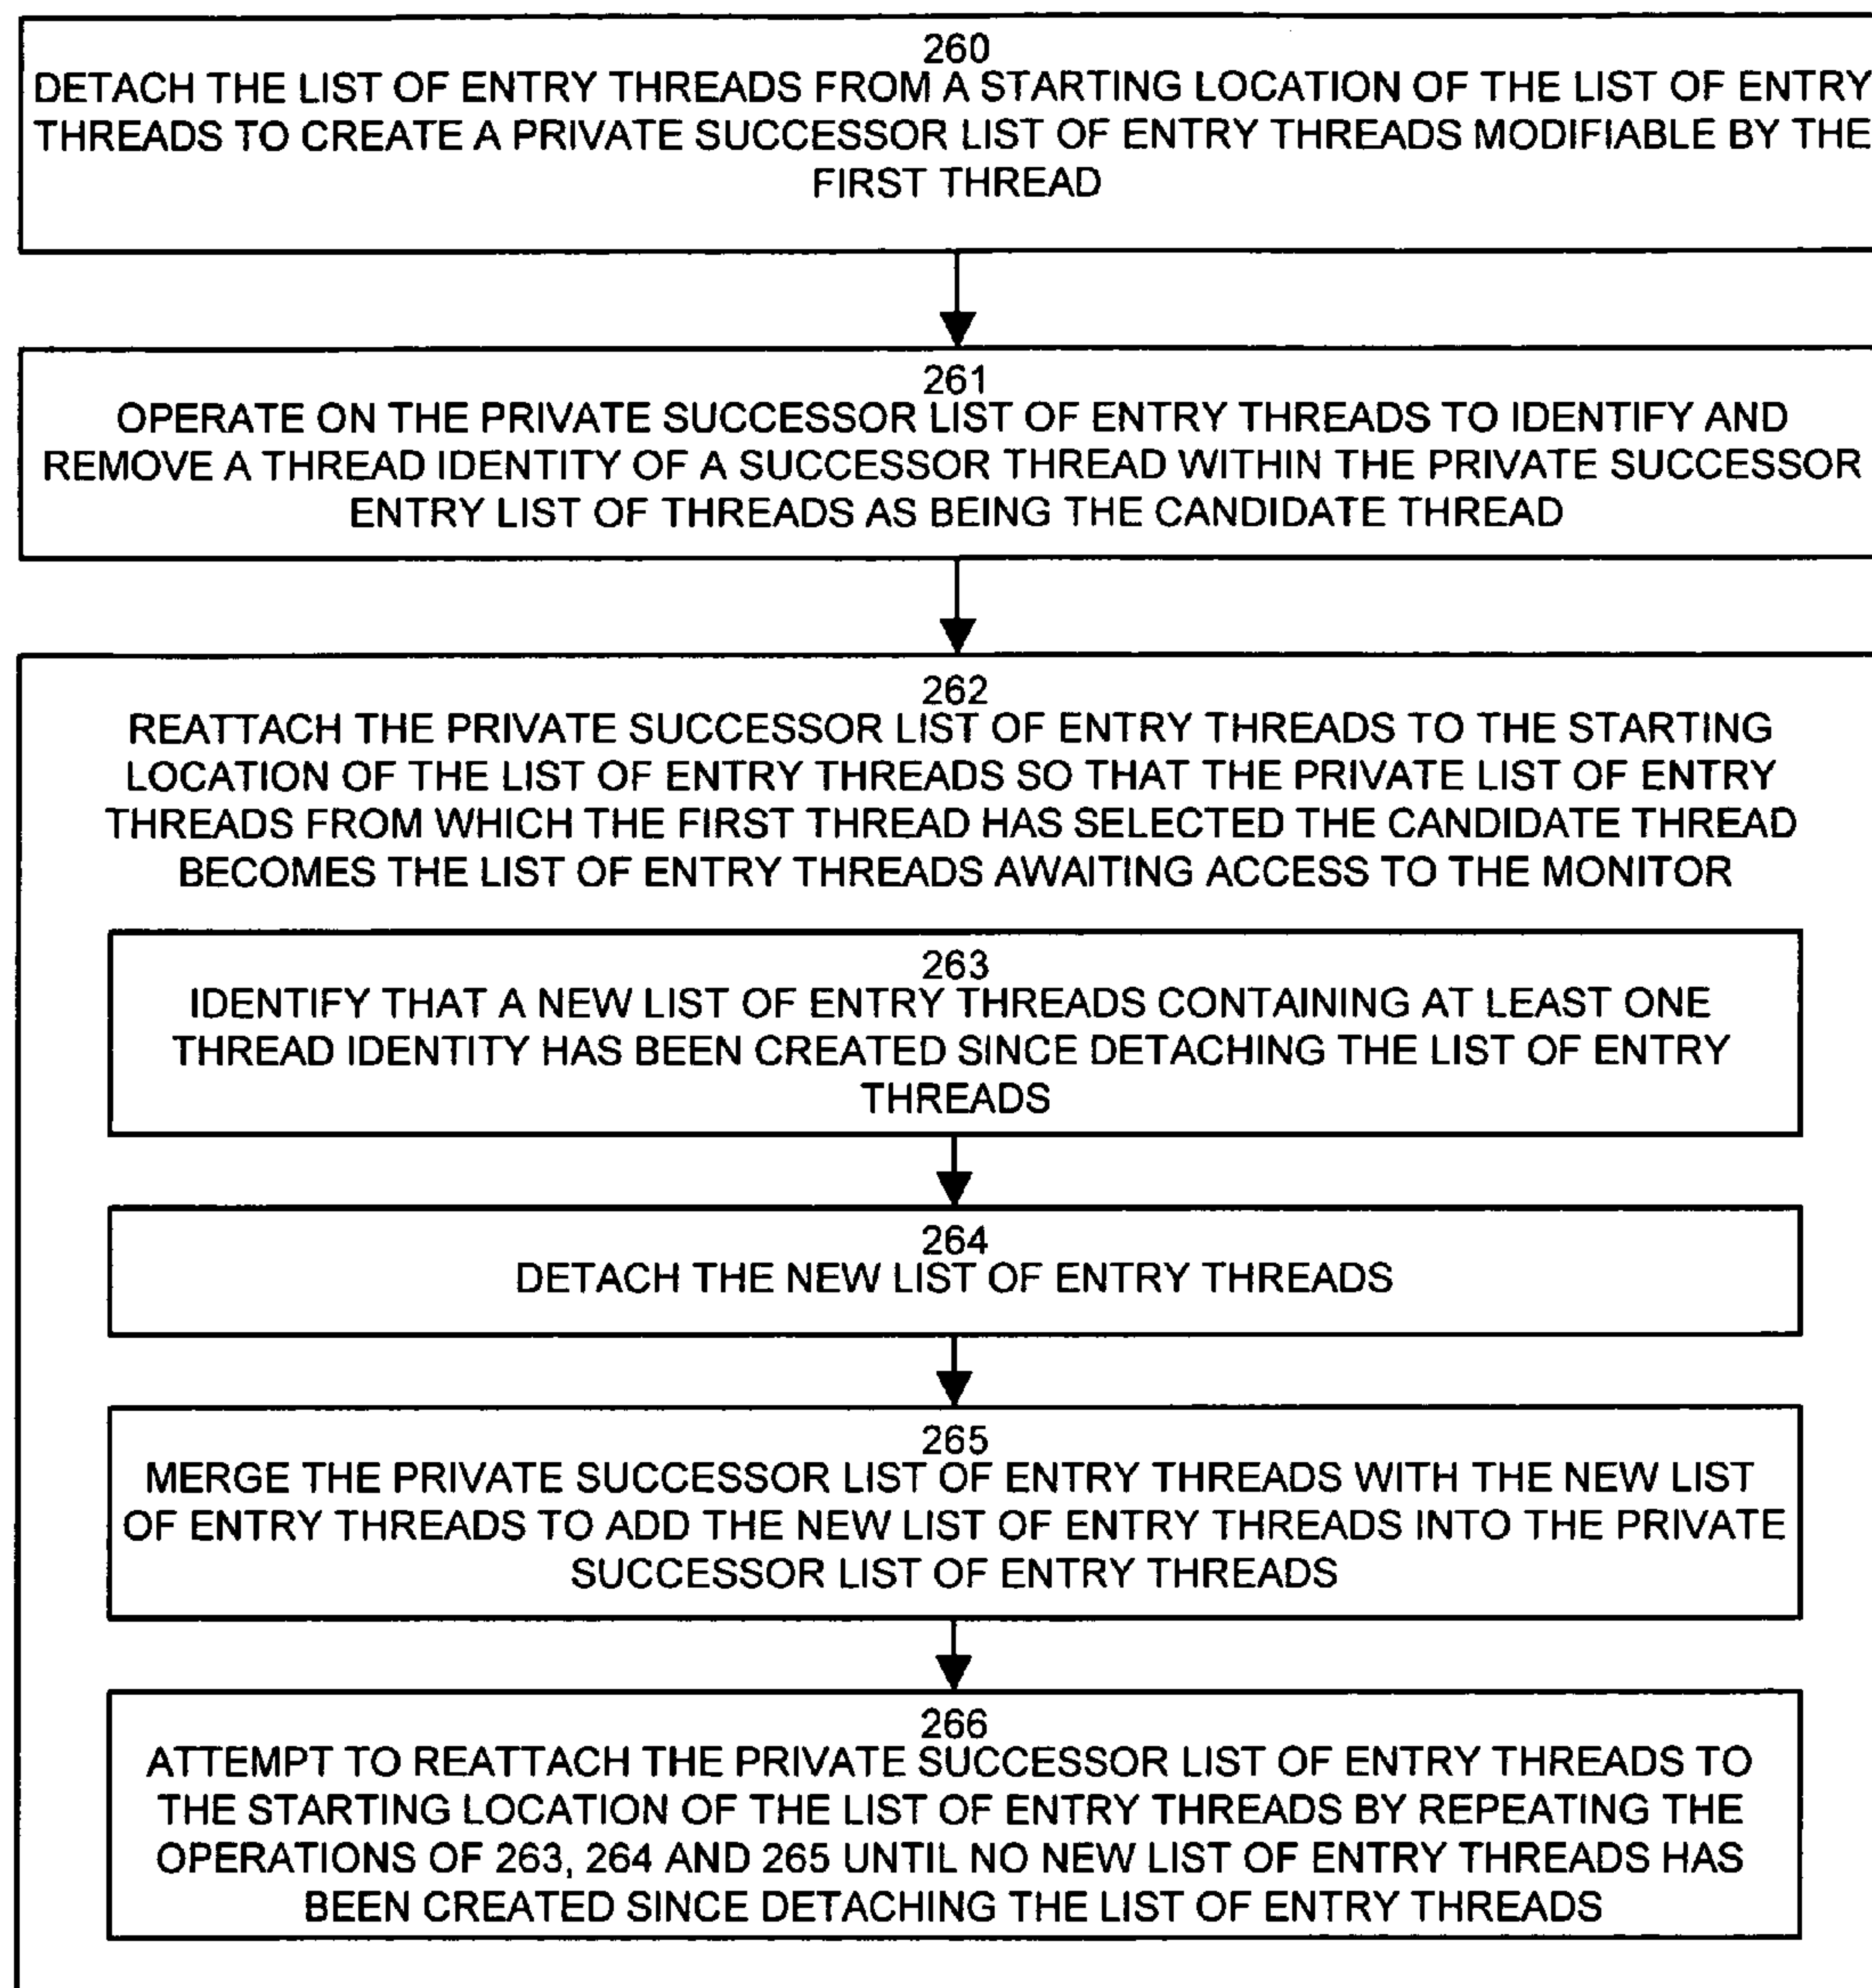 260
DETACH THE LIST OF ENTRY THREADS FROM A STARTING LOCATION OF THE LIST OF ENTRY
THREADS TO CREATE A PRIVATE SUCCESSOR LIST OF ENTRY THREADS MODIFIABLE BY THE
FIRST THREAD
261
OPERATE ON THE PRIVATE SUCCESSOR LIST OF ENTRY THREADS TO IDENTIFY AND
REMOVE A THREAD IDENTITY OF A SUCCESSOR THREAD WITHIN THE PRIVATE SUCCESSOR
ENTRY LIST OF THREADS AS BEING THE CANDIDATE THREAD
262
REATTACH THE PRIVATE SUCCESSOR LIST OF ENTRY THREADS TO THE STARTING
LOCATION OF THE LIST OF ENTRY THREADS SO THAT THE PRIVATE LIST OF ENTRY
THREADS FROM WHICH THE FIRST THREAD HAS SELECTED THE CANDIDATE THREAD
BECOMES THE LIST OF ENTRY THREADS AWAITING ACCESS TO THE MONITOR
263
IDENTIFY THAT A NEW LIST OF ENTRY THREADS CONTAINING AT LEAST ONE
THREAD IDENTITY HAS BEEN CREATED SINCE DETACHING THE LIST OF ENTRY
THREADS
264
DETACH THE NEW LIST OF ENTRY THREADS
265
MERGE THE PRIVATE SUCCESSOR LIST OF ENTRY THREADS WITH THE NEW LIST
OF ENTRY THREADS TO ADD THE NEW LIST OF ENTRY THREADS INTO THE PRIVATE
SUCCESSOR LIST OF ENTRY THREADS
266
ATTEMPT TO REATTACH THE PRIVATE SUCCESSOR LIST OF ENTRY THREADS TO
THE STARTING LOCATION OF THE LIST OF ENTRY THREADS BY REPEATING THE
OPERATIONS OF 263, 264 AND 265 UNTIL NO NEW LIST OF ENTRY THREADS HAS
BEEN CREATED SINCE DETACHING THE LIST OF ENTRY THREADS